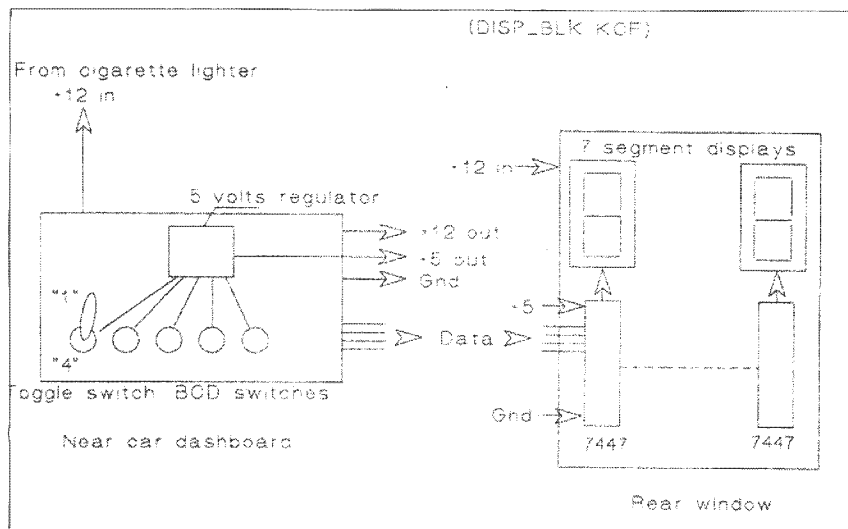 (DISP_BLK KCF)
From cigarette lighter
+12 in
5 volts regulator
+12 out
+5 out
Gnd
"1"
"4"
Data
Toggle switch BCD switches
Near car dashboard
7 segment displays
+12 in
+5
Gnd
7447
7447
Rear window